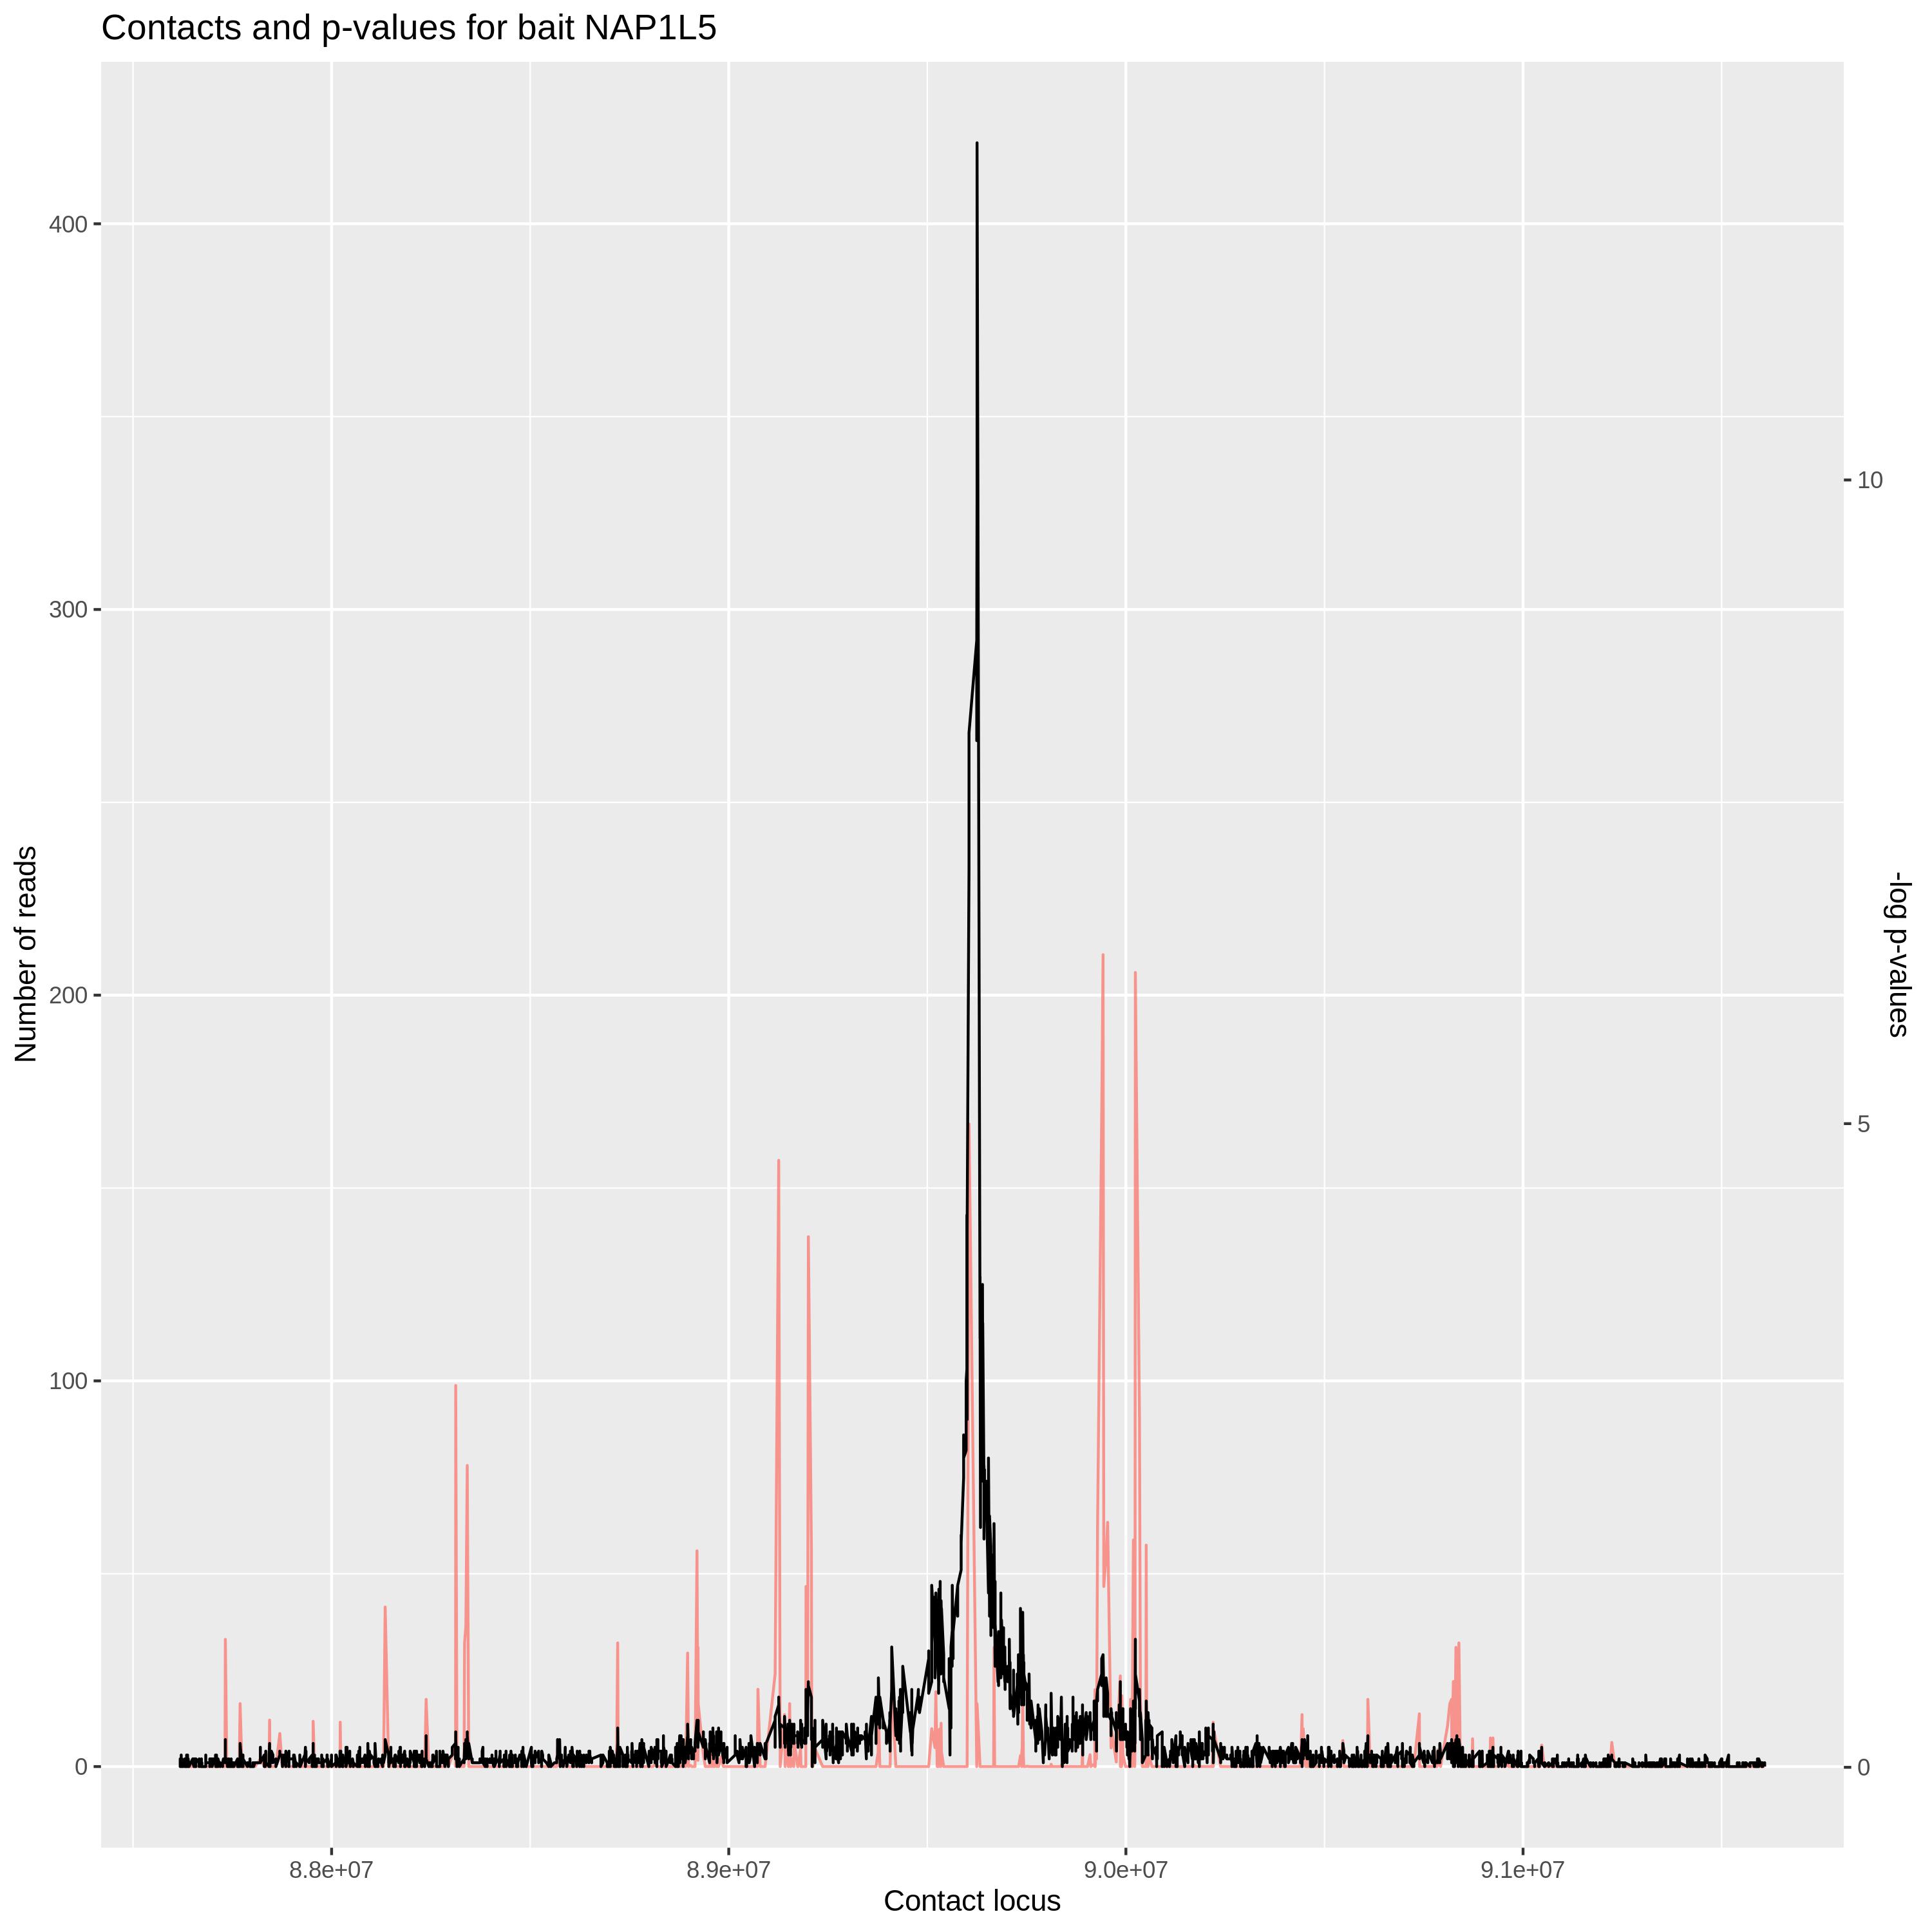 Contacts and p-values for bait NAP1L5
400
300
200
100
0
Number of reads
10
5
0
-log p-values
8.8e+07
8.9e+07
9.0e+07
9.1e+07
Contact locus